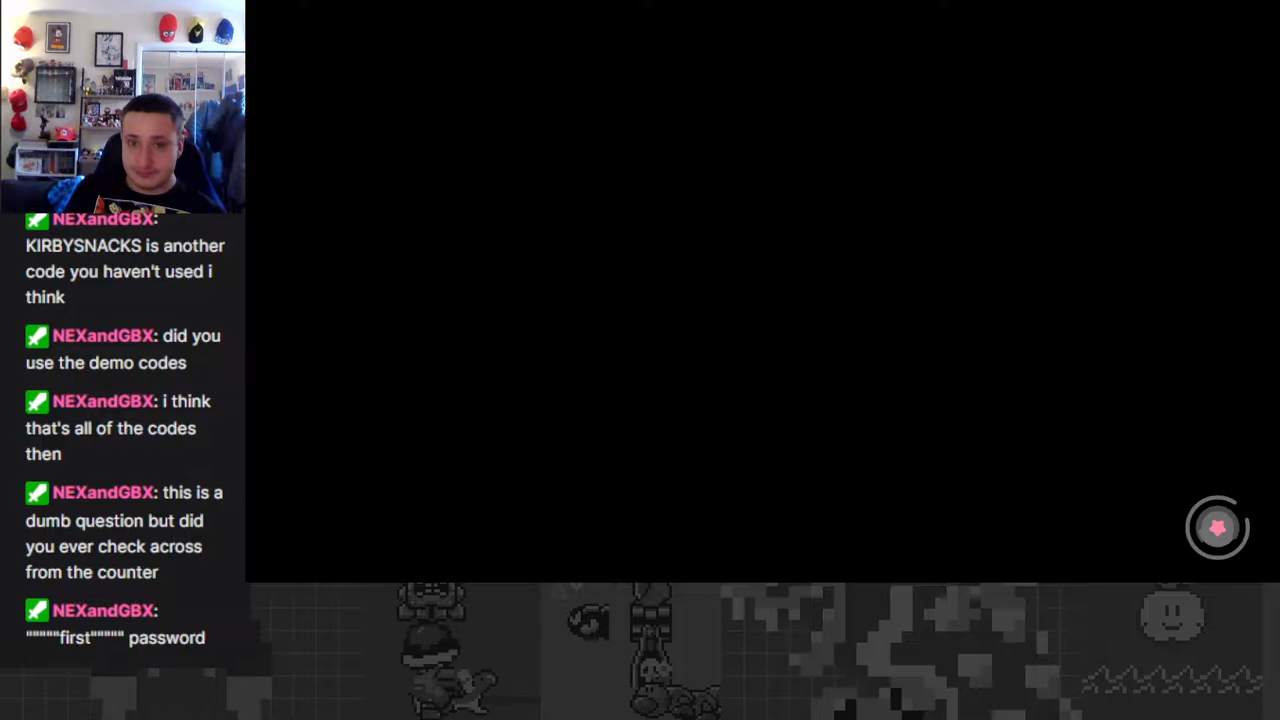 NEXandGBX:
KIRBYSNACKS is another
code you haven't used i
think
NEXandGBX: did you
use the demo codes
NEXandGBX: i think
that's all of the codes
then
NEXandGBX: this is a
dumb question but did
you ever check across
from the counter
NEXandGBX:
"""""first""""" password